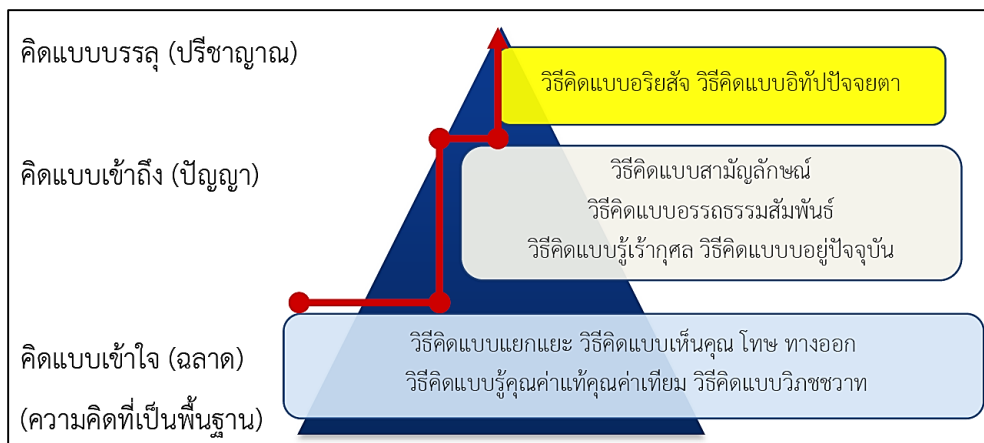 คิดแบบบรรลุ (ปรีชาญาณ)
วิธีคิดแบบอริยสัจ วิธีคิดแบบอิทัปปัจจยตา
คิดแบบเข้าถึง (ปัญญา)
วิธีคิดแบบสามัญลักษณ์
วิธีคิดแบบอรรถธรรมสัมพันธ์
วิธีคิดแบบรู้เร้ากุศล วิธีคิดแบบบอยู่ปัจจุบัน
คิดแบบเข้าใจ (ฉลาด)
(ความคิดที่เป็นพื้นฐาน)
วิธีคิดแบบแยกแยะ วิธีคิดแบบเห็นคุณ โทษ ทางออก
วิธีคิดแบบรู้คุณค่าแท้คุณค่าเทียม วิธีคิดแบบวิภชชวาท